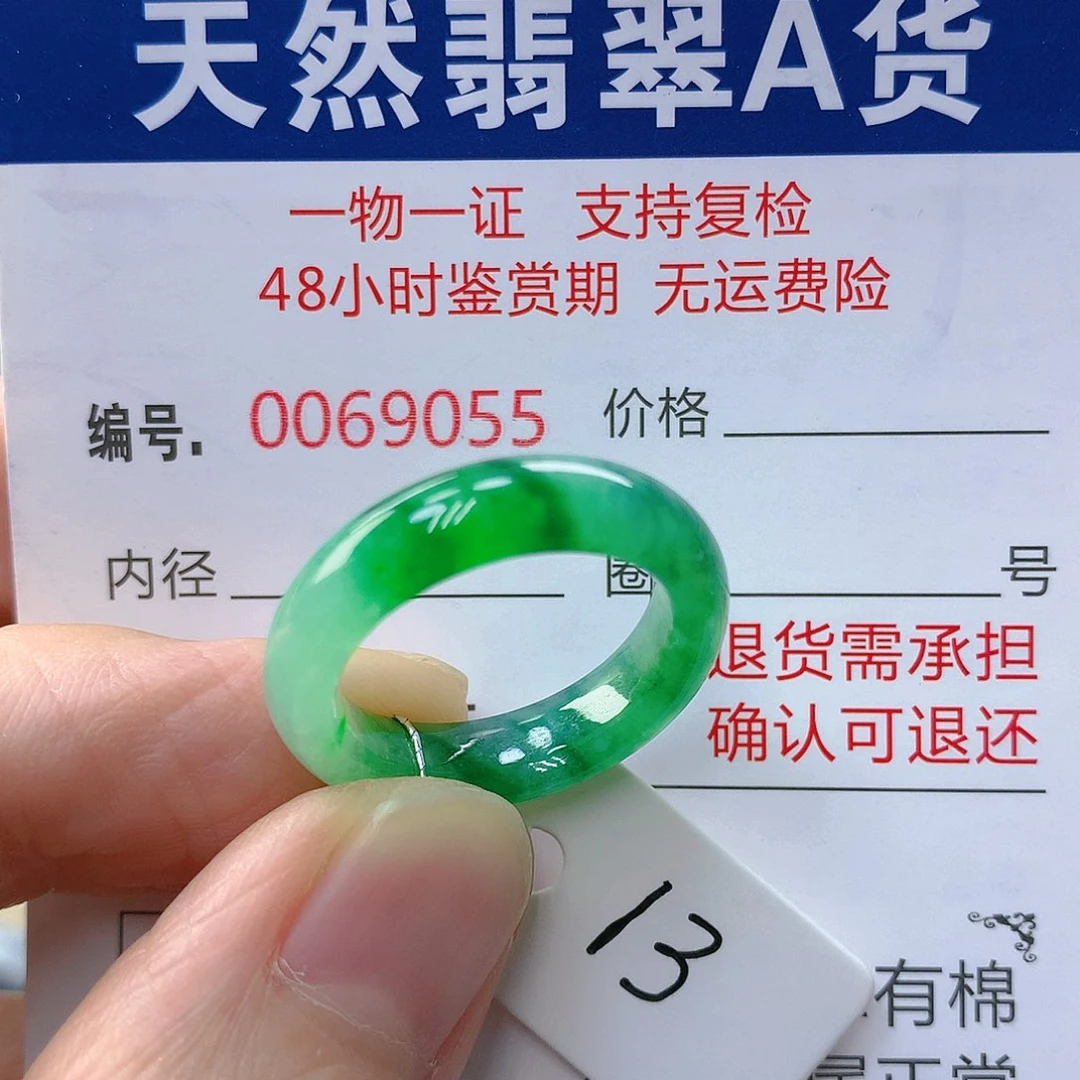 天然翡翠A货
一物一证 支持复检
48小时鉴赏期 无运费险
编号. 0069055 价格
内径 圈 号
退货需承担
确认可退还
13
有棉